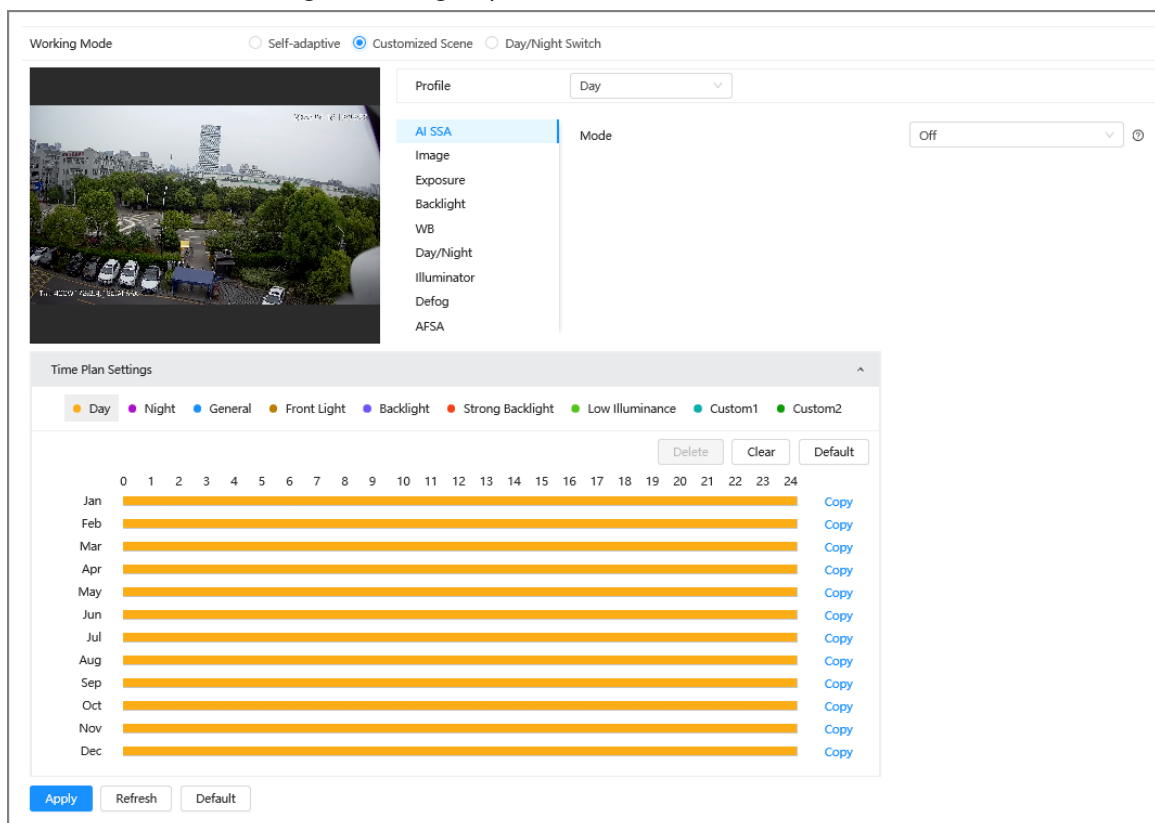 Working Mode Self-adaptive Customized Scene Day/Night Switch
Profile Day
AI SSA
Mode Off
Image
Exposure
Backlight
WB
Day/Night
Illuminator
Defog
AFSA
Time Plan Settings
Day Night General Front Light Backlight Strong Backlight Low Illuminance Custom1 Custom2
Delete Clear Default
0 1 2 3 4 5 6 7 8 9 10 11 12 13 14 15 16 17 18 19 20 21 22 23 24
Jan Copy
Feb Copy
Mar Copy
Apr Copy
May Copy
Jun Copy
Jul Copy
Aug Copy
Sep Copy
Oct Copy
Nov Copy
Dec Copy
Apply Refresh Default